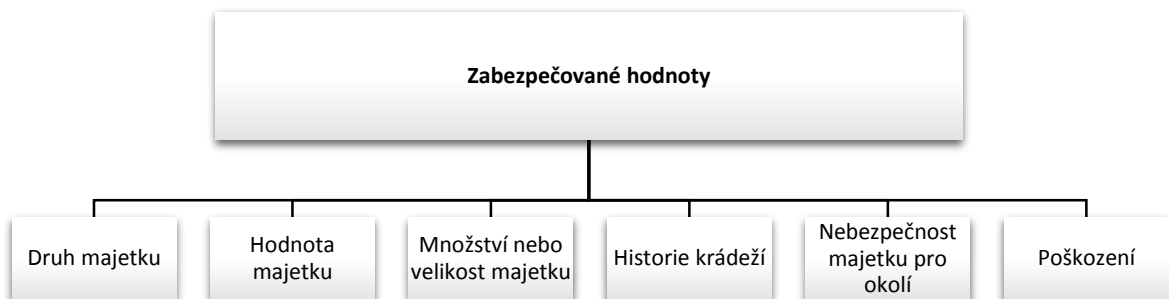 Zabezpečované hodnoty
Druh majetku
Hodnota
majetku
Množství nebo
velikost majetku
Historie krádeží
Nebezpečnost
majetku pro
okolí
Poškození